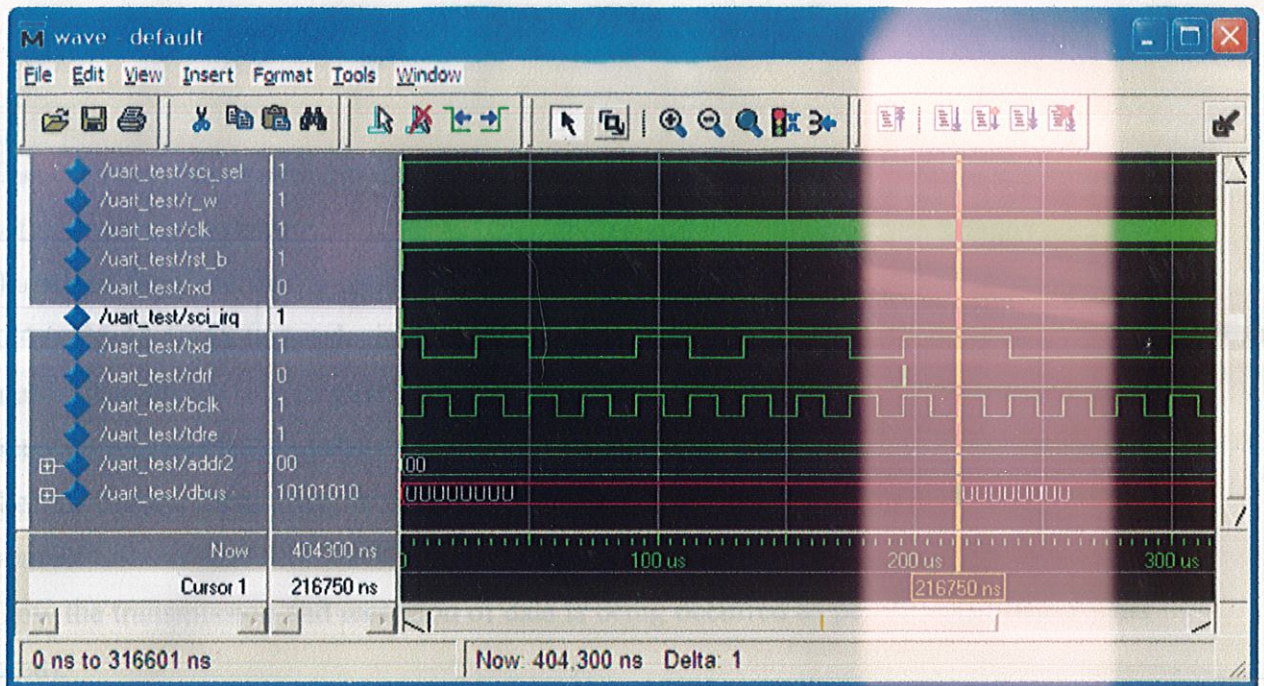 wave - default
File Edit View Insert Format Tools Window
/uart_test/sci_sel 1
/uart_test/r_w 1
/uart_test/clk 1
/uart_test/rst_b 1
/uart_test/rxd 0
/uart_test/sci_irq 1
/uart_test/txd 1
/uart_test/rdrf 0
/uart_test/bclk 1
/uart_test/tdre 1
/uart_test/addr2 00 00
/uart_test/dbus 10101010 UUUUUUUU UUUUUUUU
Now 404300 ns 0 100 us 200 us 300 us
Cursor 1 216750 ns 216750 ns
0 ns to 316601 ns Now: 404,300 ns Delta: 1